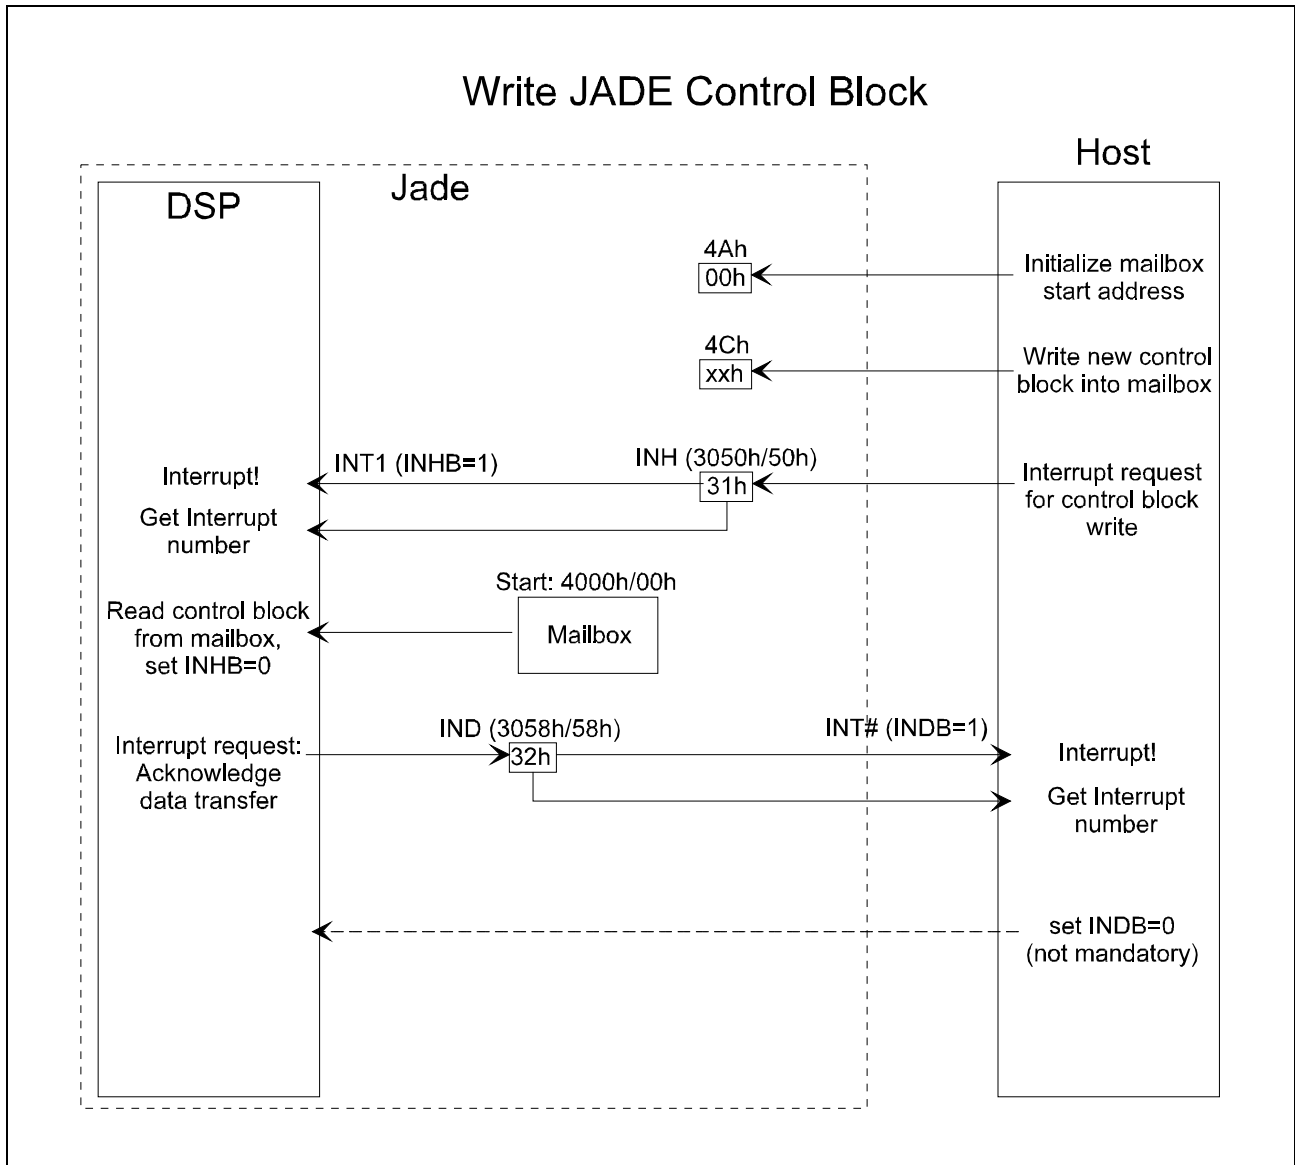 Write JADE Control Block
Host
Jade
DSP
4Ah
00h
Initialize mailbox
start address
4Ch
xxh
Write new control
block into mailbox
Interrupt!
INT1 (INHB=1)
INH (3050h/50h)
31h
Interrupt request
for control block
write
Get Interrupt
number
Start: 4000h/00h
Mailbox
Read control block
from mailbox,
set INHB=0
IND (3058h/58h)
32h
INT# (INDB=1)
Interrupt request:
Acknowledge
data transfer
Interrupt!
Get Interrupt
number
set INDB=0
(not mandatory)